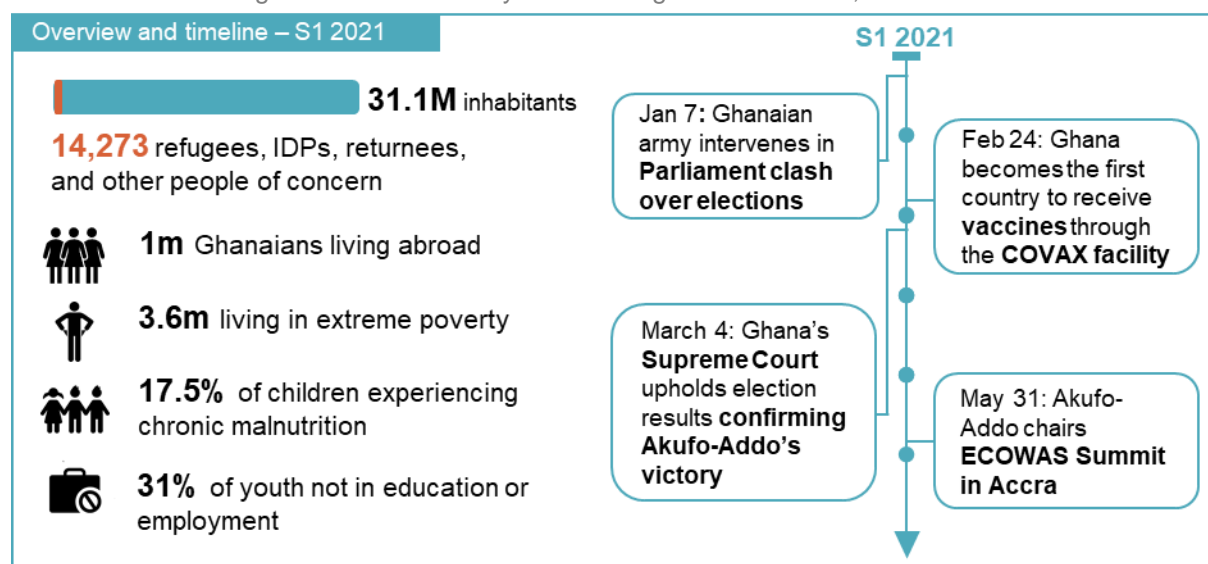 Overview and timeline – S1 2021
31.1M inhabitants
14,273 refugees, IDPs, returnees,
and other people of concern
1m Ghanaians living abroad
3.6m living in extreme poverty
17.5% of children experiencing
chronic malnutrition
31% of youth not in education or
employment
S1 2021
Jan 7: Ghanaian
army intervenes in
Parliament clash
over elections
Feb 24: Ghana
becomes the first
country to receive
vaccines through
the COVAX facility
March 4: Ghana's
Supreme Court
upholds election
results confirming
Akufo-Addo's
victory
May 31: Akufo-
Addo chairs
ECOWAS Summit
in Accra